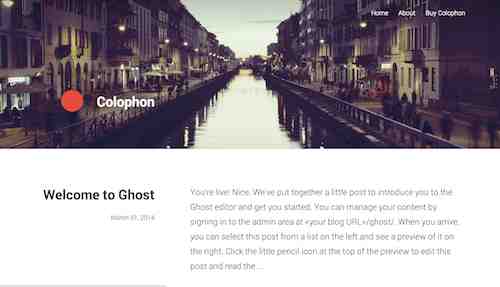 Home About Buy Colophon
Colophon
Welcome to Ghost
March 01, 2014
You're live! Nice. We've put together a little post to introduce you to the
Ghost editor and get you started. You can manage your content by
signing in to the admin area at <your blog URL>/ghost/. When you arrive,
you can select this post from a list on the left and see a preview of it on
the right. Click the little pencil icon at the top of the preview to edit this
post and read the ...